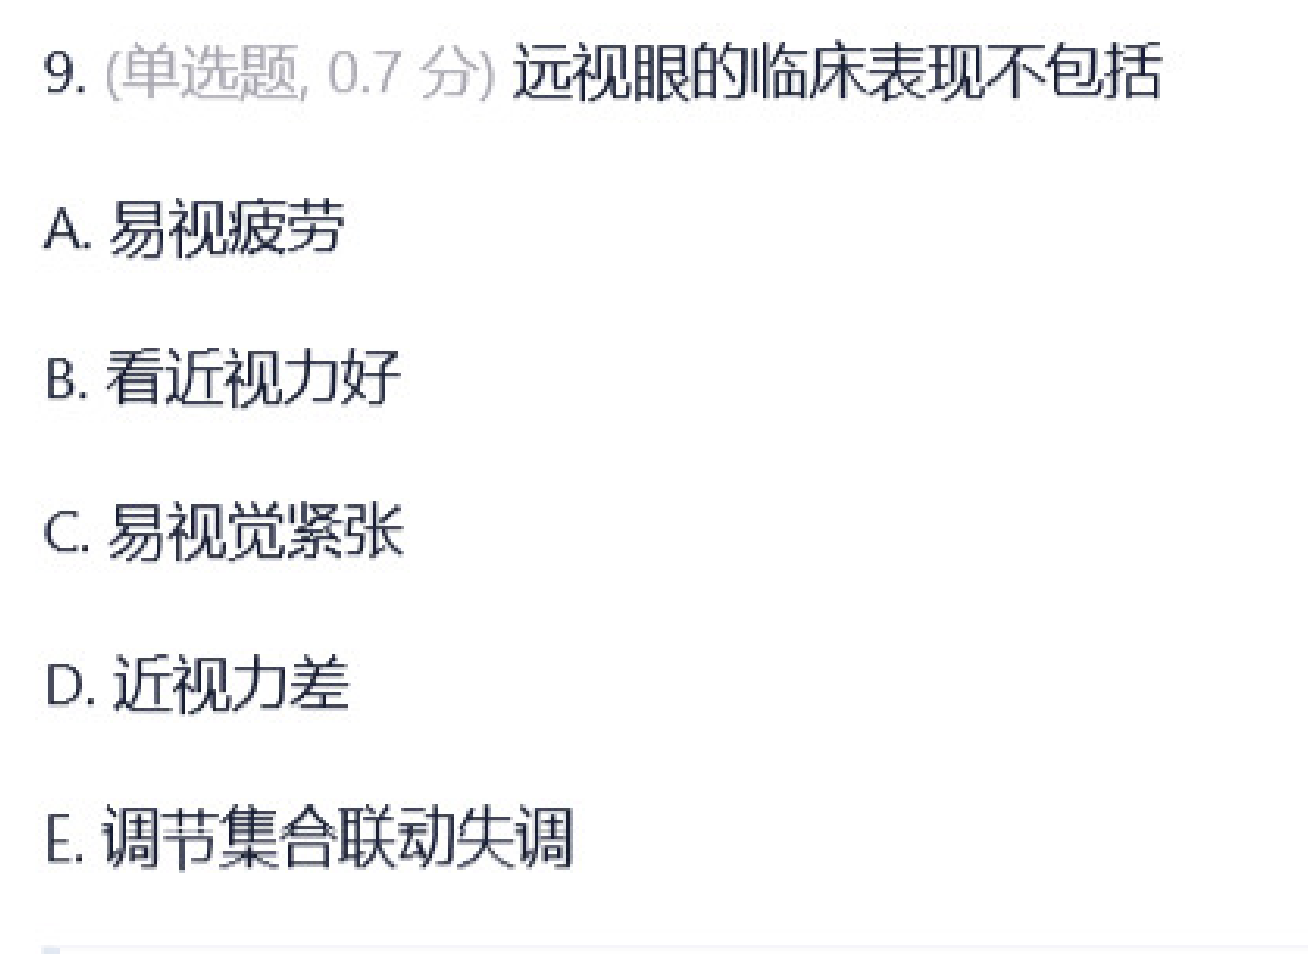 9. (单选题, 0.7 分) 远视眼的临床表现不包括
A. 易视疲劳
B. 看近视力好
C. 易视觉紧张
D. 近视力差
E. 调节集合联动失调